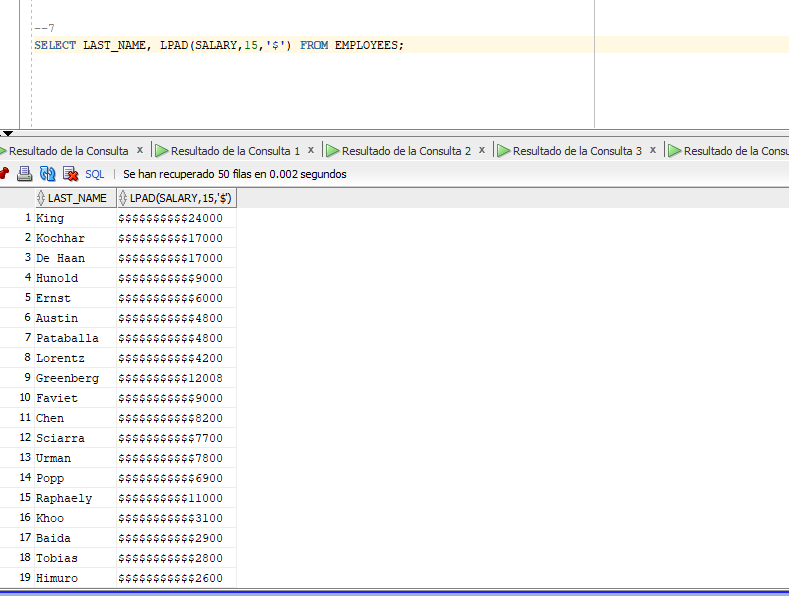 --7
SELECT LAST_NAME, LPAD(SALARY,15,'$') FROM EMPLOYEES;
Resultado de la Consulta x Resultado de la Consulta 1 x Resultado de la Consulta 2 x Resultado de la Consulta 3 x Resultado de la Consu
SQL | Se han recuperado 50 filas en 0.002 segundos
LAST_NAME LPAD(SALARY,15,'$')
1 King $$$$$$$$$$24000
2 Kochhar $$$$$$$$$$17000
3 De Haan $$$$$$$$$$17000
4 Hunold $$$$$$$$$$$9000
5 Ernst $$$$$$$$$$$6000
6 Austin $$$$$$$$$$$4800
7 Pataballa $$$$$$$$$$$4800
8 Lorentz $$$$$$$$$$$4200
9 Greenberg $$$$$$$$$$12008
10 Faviet $$$$$$$$$$$9000
11 Chen $$$$$$$$$$$8200
12 Sciarra $$$$$$$$$$$7700
13 Urman $$$$$$$$$$$7800
14 Popp $$$$$$$$$$$6900
15 Raphaely $$$$$$$$$$11000
16 Khoo $$$$$$$$$$$3100
17 Baida $$$$$$$$$$$2900
18 Tobias $$$$$$$$$$$2800
19 Himuro $$$$$$$$$$$2600